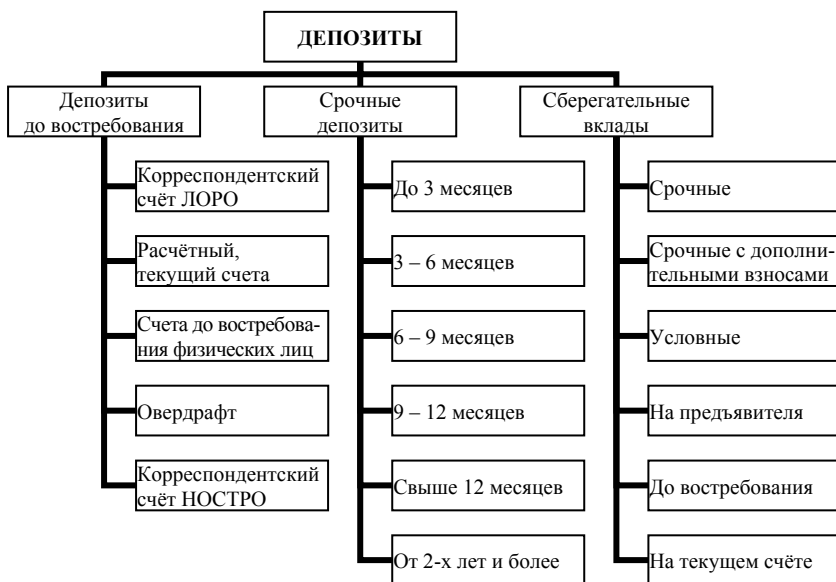 ДЕПОЗИТЫ
Депозиты
до востребования
Срочные
депозиты
Сберегательные
вклады
Корреспондентский
счёт ЛОРО
До 3 месяцев
Срочные
Расчётный,
текущий счета
3 – 6 месяцев
Срочные с дополни-
тельными взносами
Счета до востребова-
ния физических лиц
6 – 9 месяцев
Условные
Овердрафт
9 – 12 месяцев
На предъявителя
Корреспондентский
счёт НОСТРО
Свыше 12 месяцев
До востребования
От 2-х лет и более
На текущем счёте